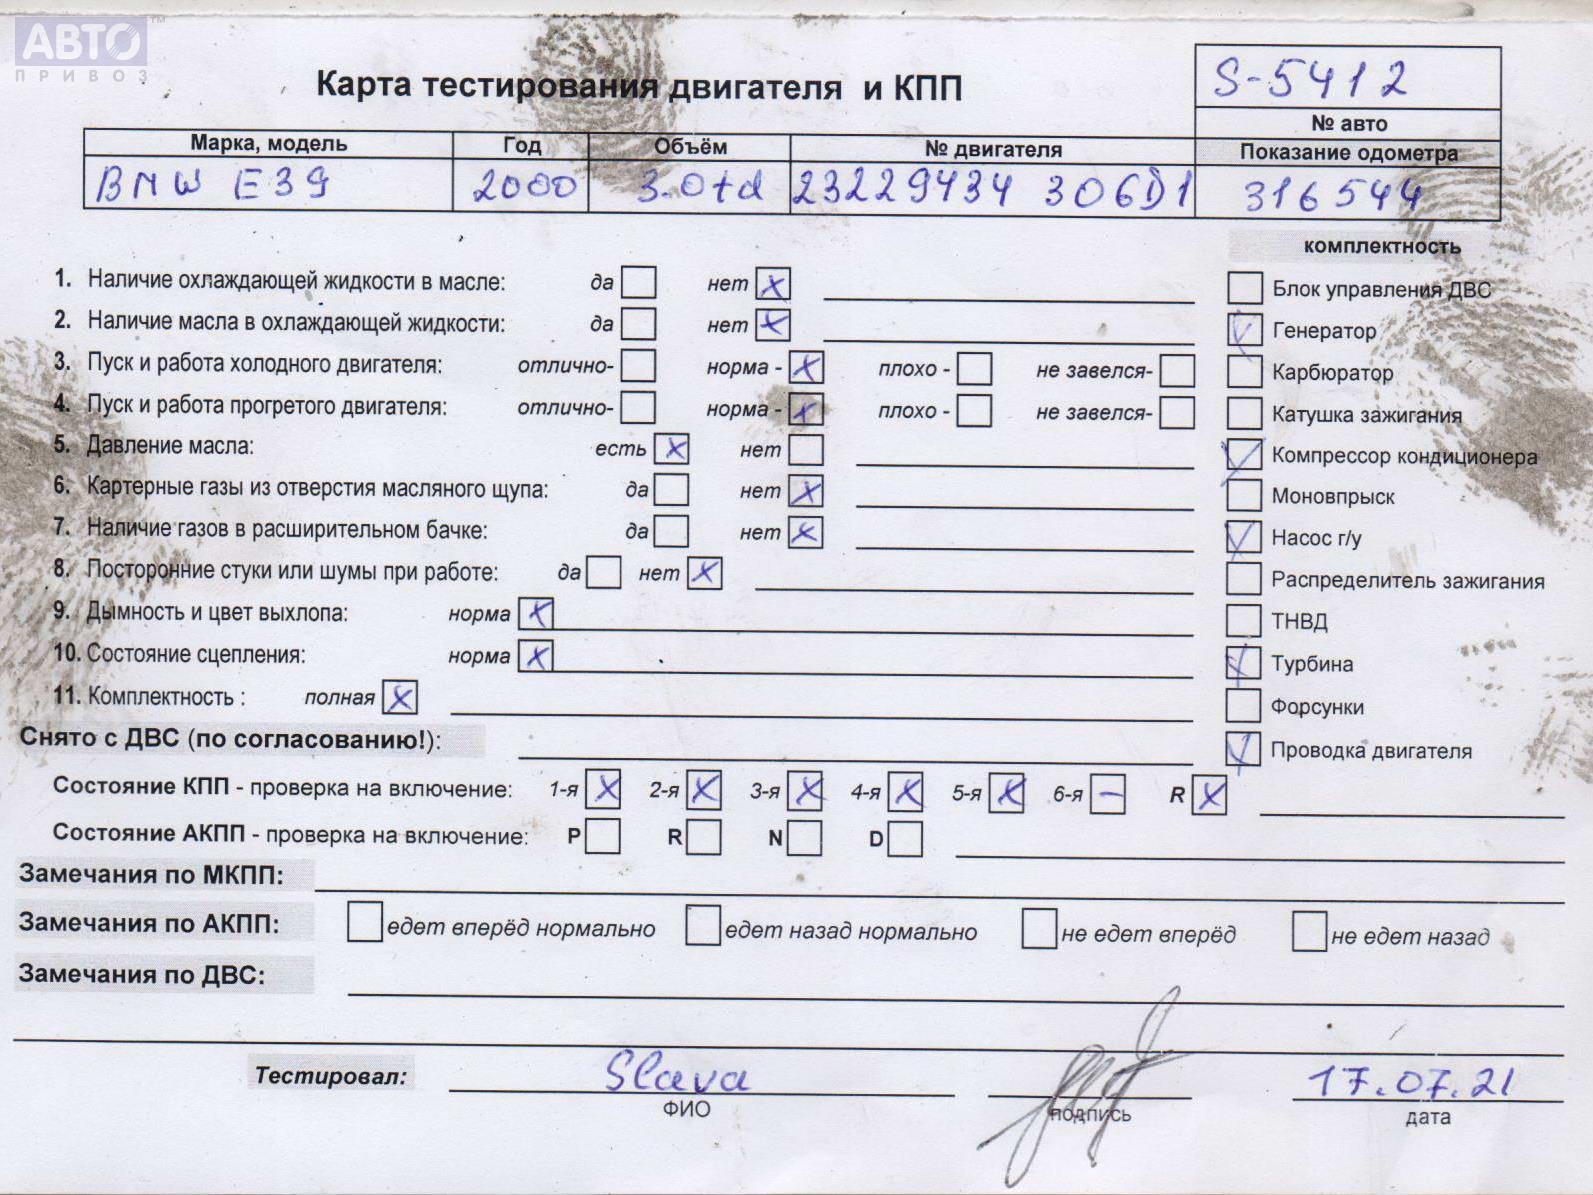 АВТО™
ПРИВОЗ
Карта тестирования двигателя и КПП
S-5412
№ авто
Марка, модель Год Объём № двигателя Показание одометра
BMW E39 2000 3.0td 23229434 306D1 316544
комплектность
1. Наличие охлаждающей жидкости в масле: да нет x
2. Наличие масла в охлаждающей жидкости: да нет x
3. Пуск и работа холодного двигателя: отлично- норма - x плохо - не завелся-
4. Пуск и работа прогретого двигателя: отлично- норма - x плохо - не завелся-
5. Давление масла: есть x нет
6. Картерные газы из отверстия масляного щупа: да нет x
7. Наличие газов в расширительном бачке: да нет x
8. Посторонние стуки или шумы при работе: да нет x
9. Дымность и цвет выхлопа: норма x
10. Состояние сцепления: норма x
11. Комплектность : полная x
Блок управления ДВС
Генератор
Карбюратор
Катушка зажигания
Компрессор кондиционера
Моновпрыск
Насос г/у
Распределитель зажигания
ТНВД
Турбина
Форсунки
Проводка двигателя
Снято с ДВС (по согласованию!):
Состояние КПП - проверка на включение: 1-я x 2-я x 3-я x 4-я x 5-я x 6-я – R x
Состояние АКПП - проверка на включение: P R N D
Замечания по МКПП:
Замечания по АКПП: едет вперёд нормально едет назад нормально не едет вперёд не едет назад
Замечания по ДВС:
Тестировал: Slava 17.07.21
ФИО подпись дата